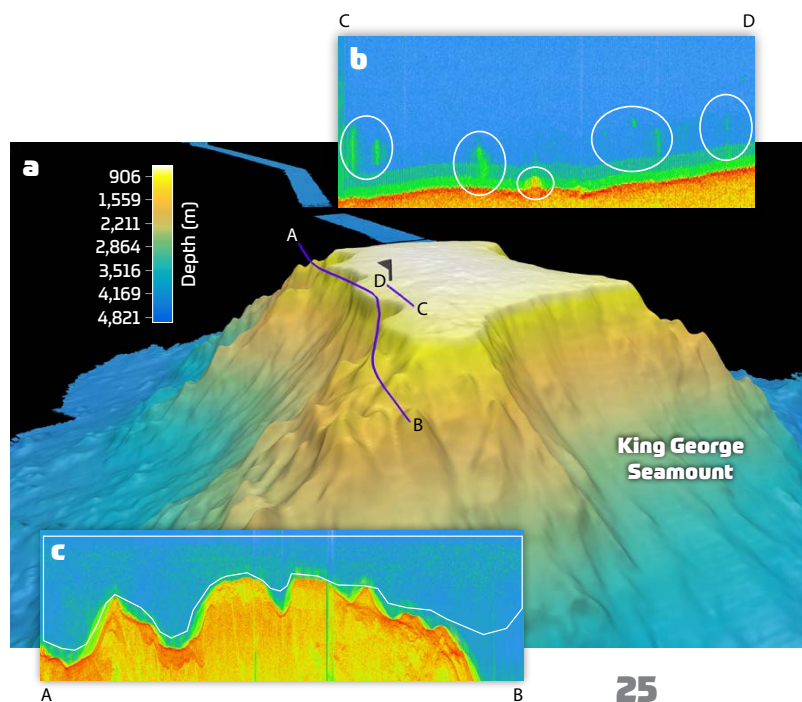 C
D
b
a
906
1,559
2,211
2,864
3,516
4,169
4,821
Depth (m)
A
D
C
B
King George
Seamount
c
A
B
25